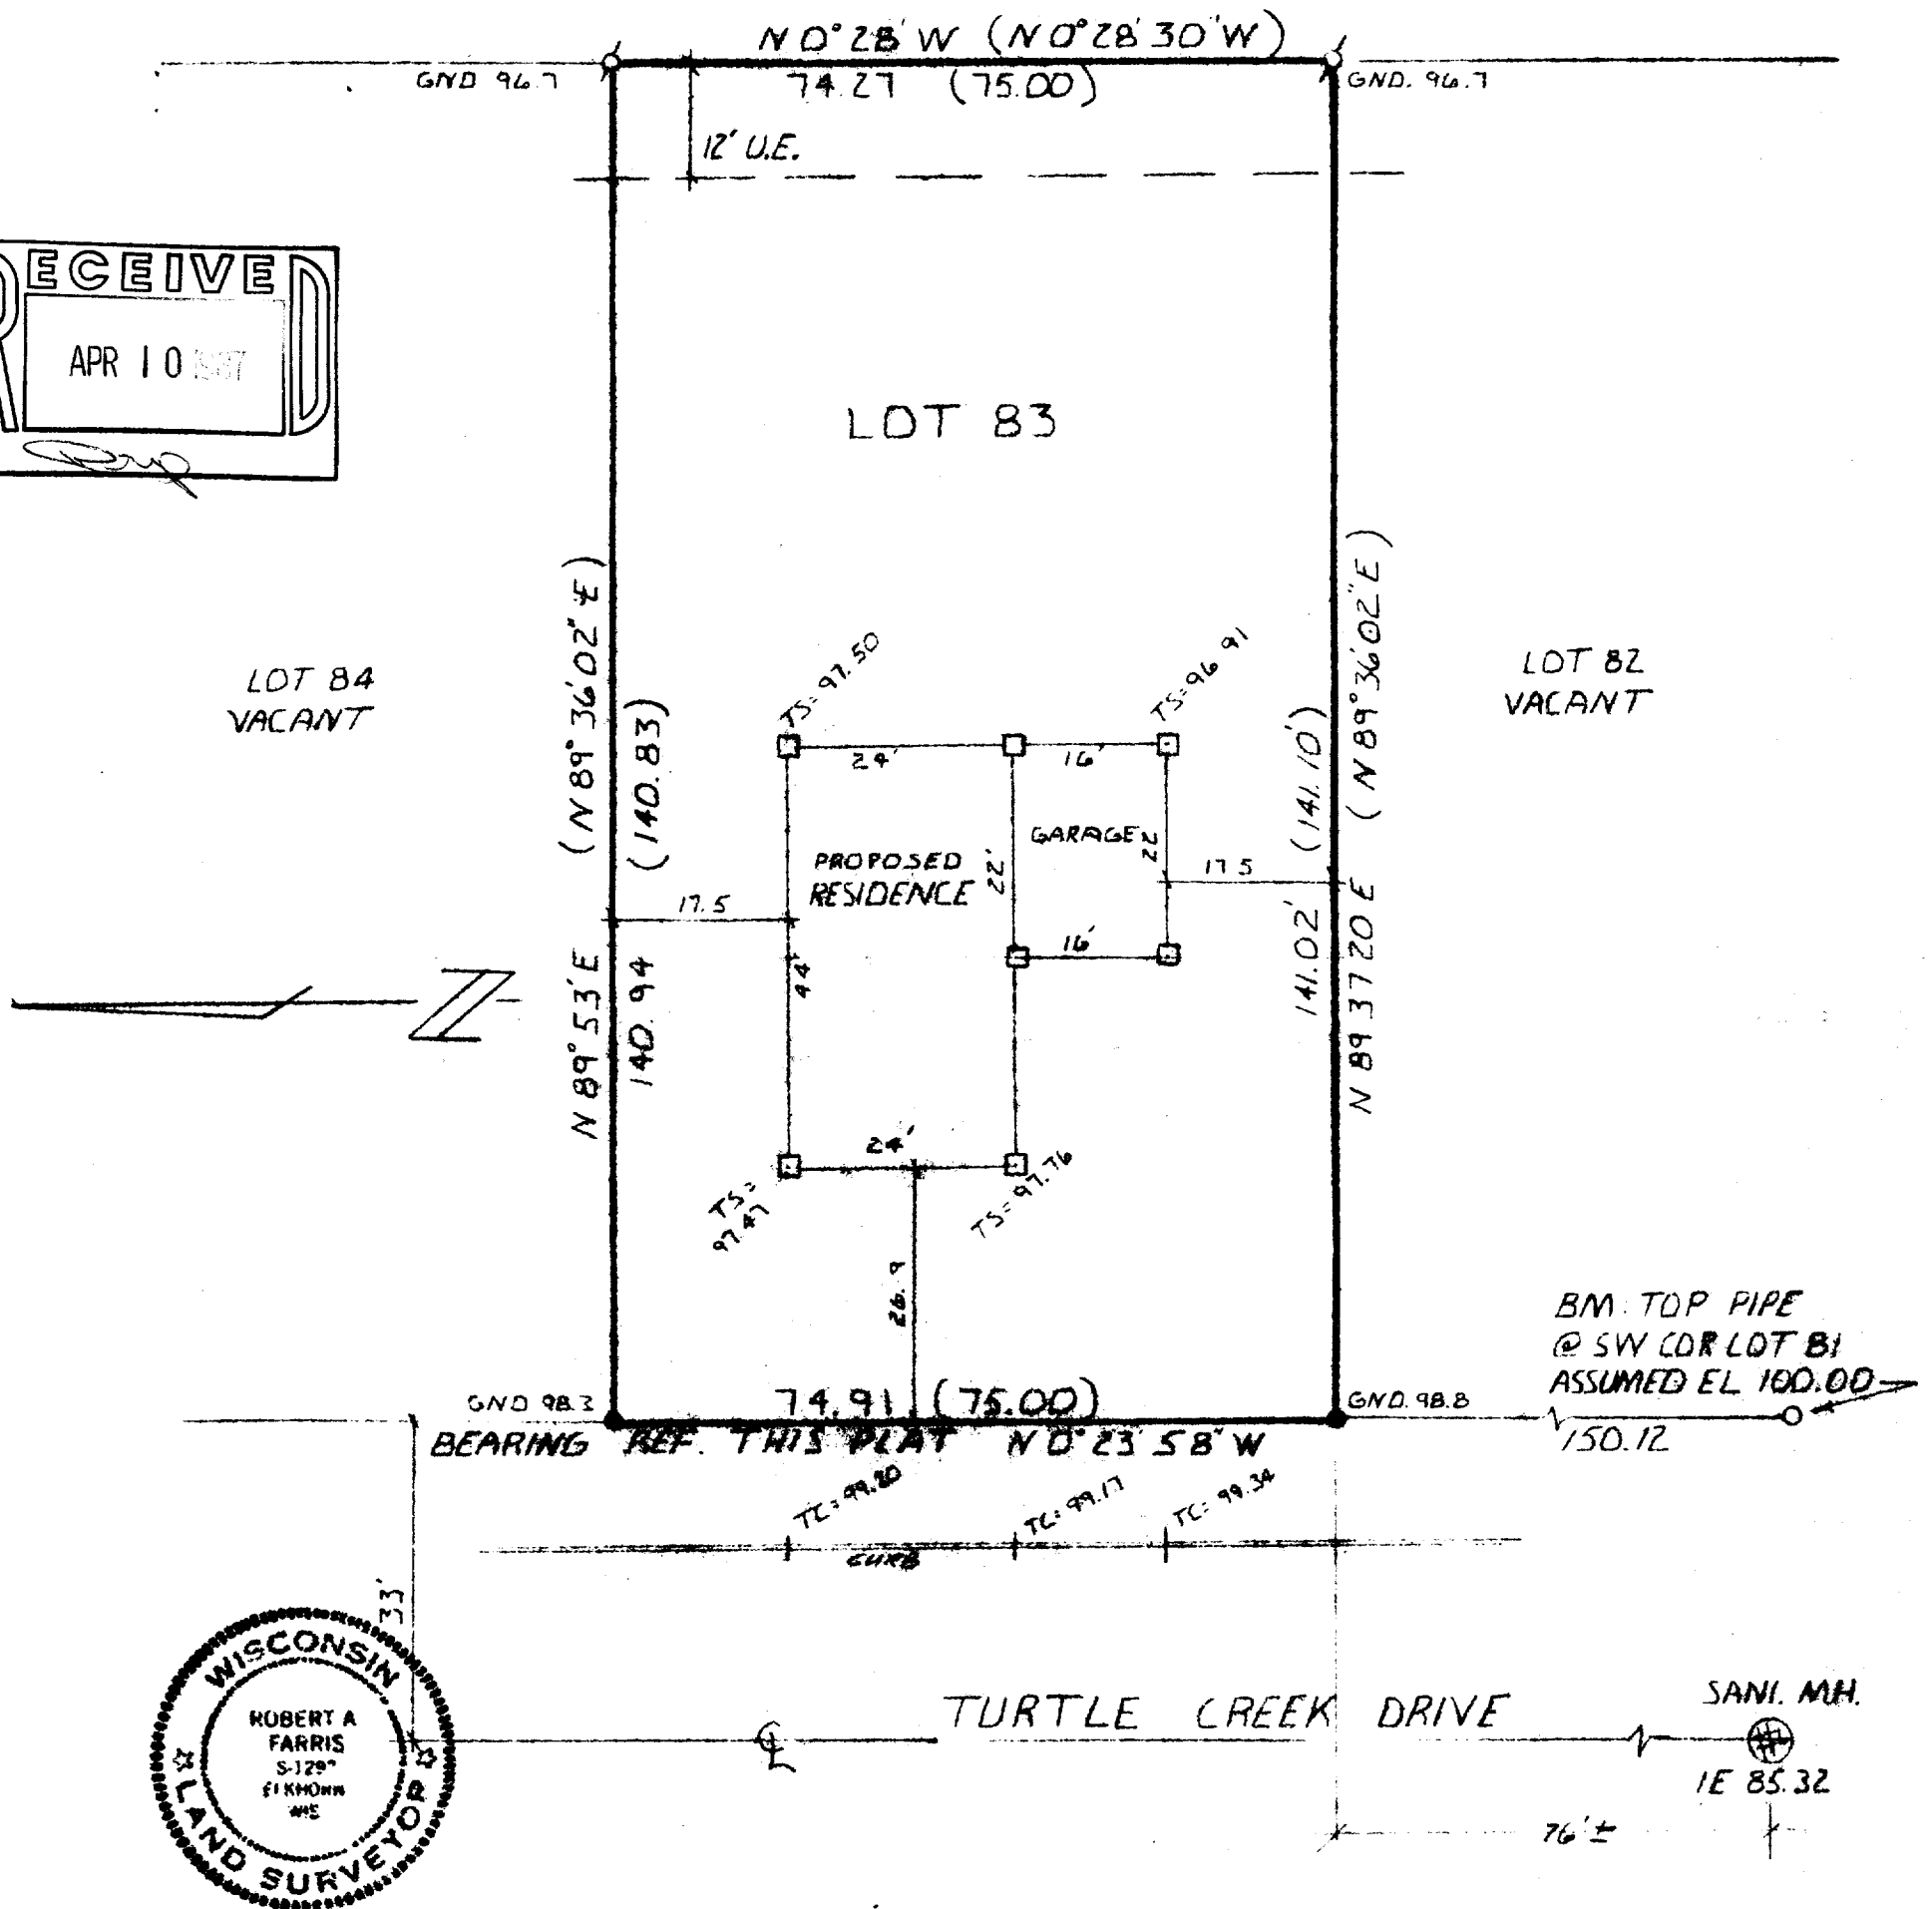 N 0° 28' W (N 0° 28' 30" W)
GND 96.7
74.27 (75.00)
GND. 96.7
12' U.E.
RECEIVED
APR 10 1987
LOT 83
(N 89° 36' 02" E)
(140.83)
N 89° 53' E
140.94
(N 89° 36' 02" E)
(141.10')
141.02'
N 89 37 20 E
LOT 84
VACANT
LOT 82
VACANT
TS= 97.50
TS= 96.91
24'
16'
GARAGE
22
PROPOSED
RESIDENCE
22'
17.5
17.5
16'
44'
N
24'
TS=
TS= 97.76
26.9
BM. TOP PIPE
@ SW COR LOT 81
ASSUMED EL 100.00
GND 98.3
74.91 (75.00)
GND. 98.8
BEARING REF. THIS PLAT N 0° 23' 58" W
150.12
TC= 99.17
TC= 99.34
CURB
33'
WISCONSIN
ROBERT A
FARRIS
ELKHORN
WIS
LAND SURVEYOR
TURTLE CREEK DRIVE
SANI. MH.
IE 85.32
76' ±